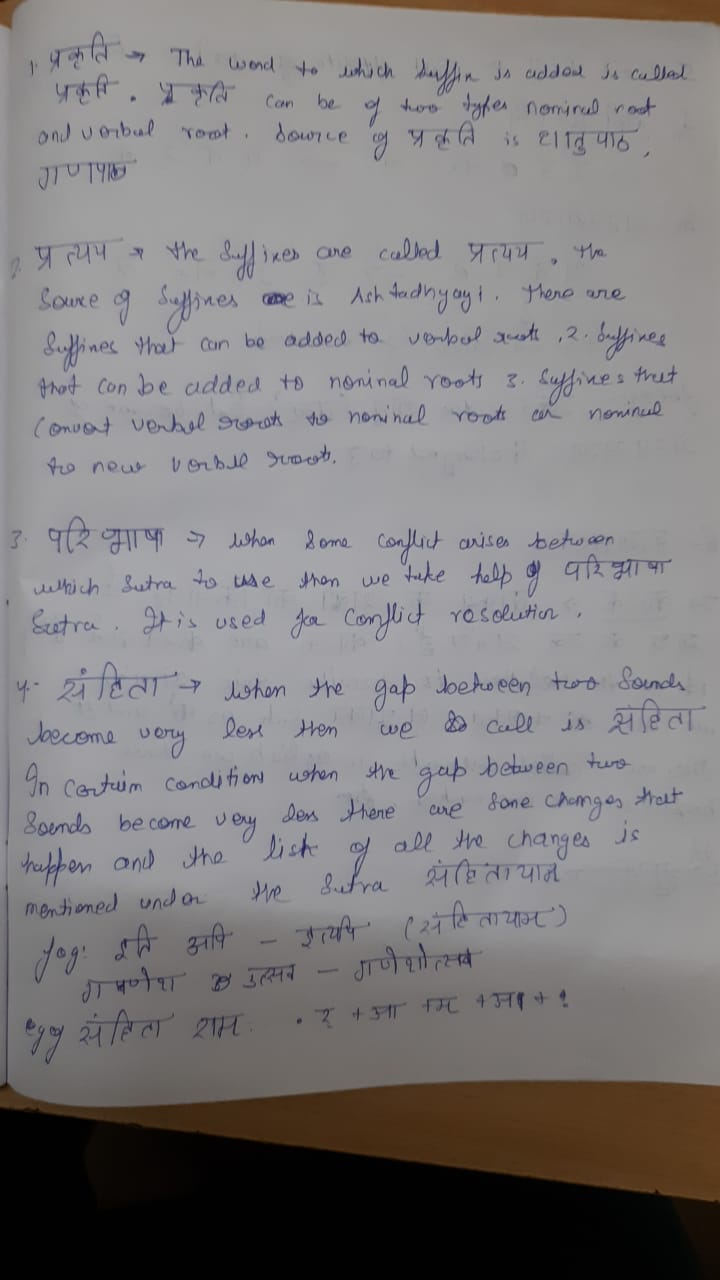 1. प्रकृति → The word to which suffix is added is called
प्रकृति. प्रकृति can be of two types nominal root
and verbal root. Source of प्रकृति is धातुपाठ,
गणपाठ
2. प्रत्यय → the Suffixes are called प्रत्यय. The
Source of Suffixes is Ashtadhyayi. There are
Suffixes that can be added to verbal roots, 2. Suffixes
that can be added to nominal roots 3. Suffixes that
Convert verbal roots to nominal roots or nominal
to new verbal roots.
3. परिभाषा → when Some conflict arises between
which Sutra to use then we take help of परिभाषा
Sutra. It is used for Conflict resolution.
4- संहिता → when the gap between two Sounds
become very less then we call is संहिता
In certain conditions when the gap between two
Sounds become very less there are some changes that
happen and the list of all the changes is
mentioned under the Sutra संहितायाम
इति अपि - इत्यपि (संहितायाम)
गणेश उत्सव - गणेशोत्सव
eg of संहिता राम. र् +आ +म +अ +